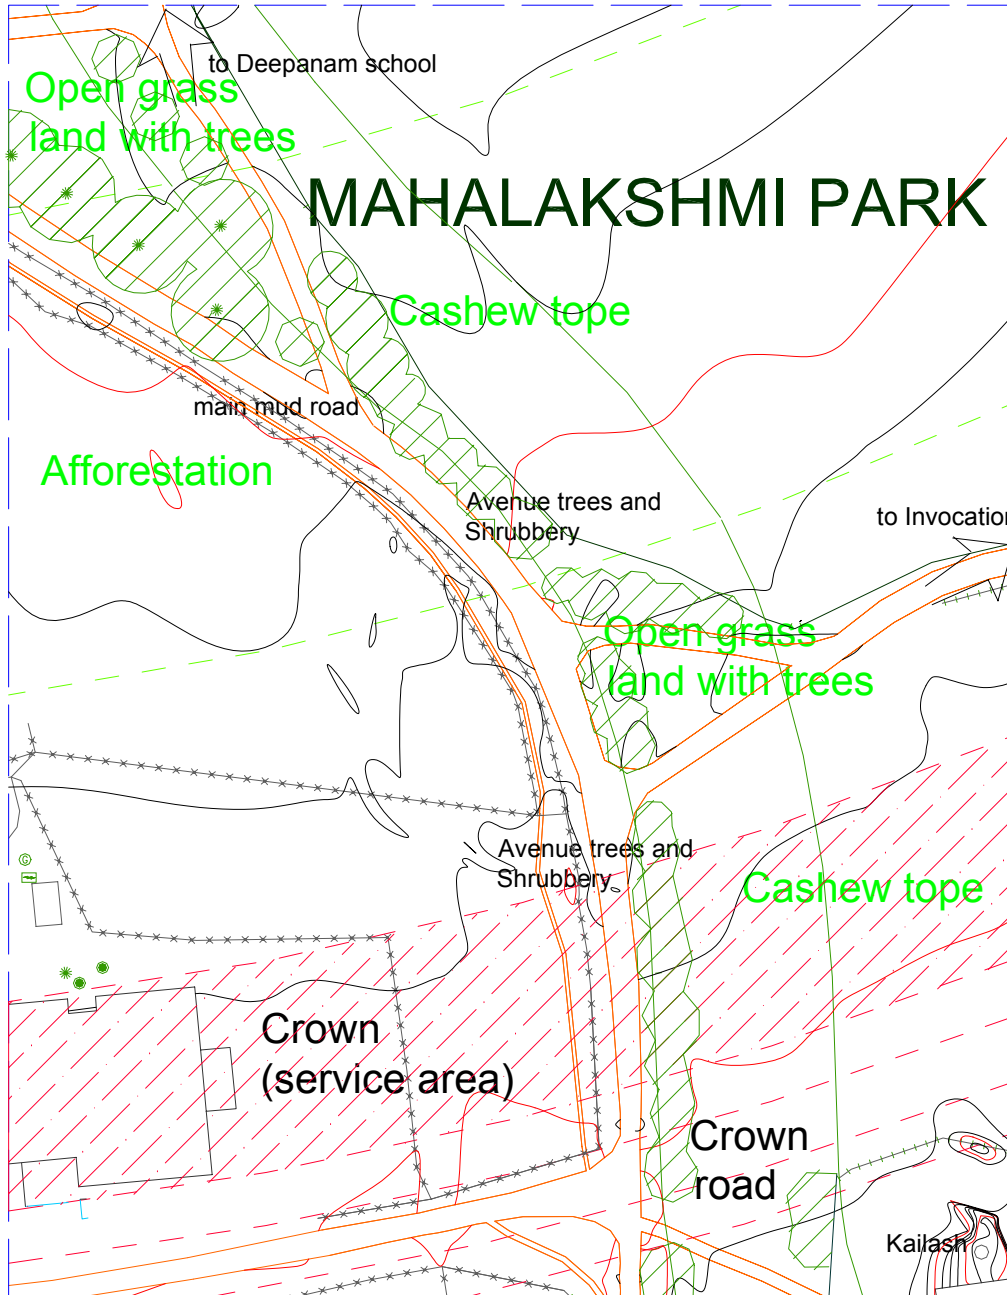 to Deepanam school
Open grass
land with trees
MAHALAKSHMI PARK
Cashew tope
main mud road
Afforestation
Avenue trees and
Shrubbery
to Invocation
Open grass
land with trees
Avenue trees and
Shrubbery
G
Cashew tope
Crown
(service area)
Crown
road
Kailash